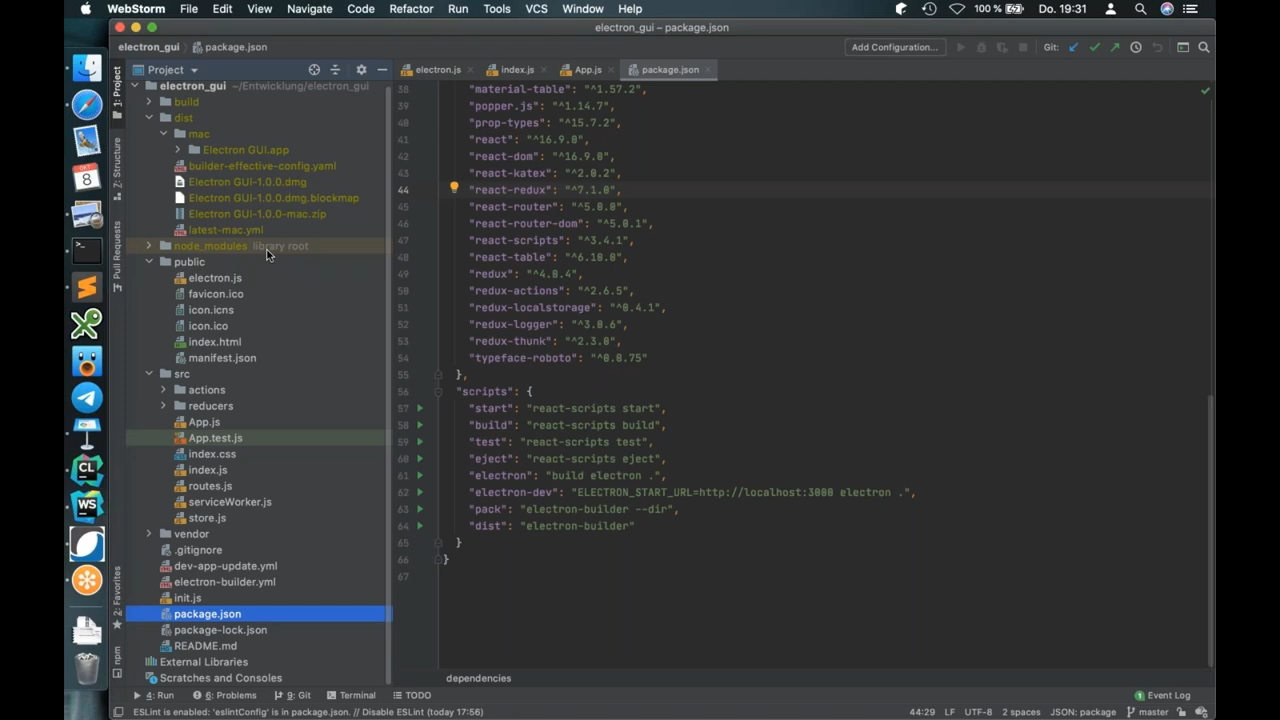 WebStorm File Edit View Navigate Code Refactor Run Tools VCS Window Help 100 % Do. 19:31
electron_gui – package.json
electron_gui package.json Add Configuration... Git:
Project electron.js index.js App.js package.json
1: Project
Z: Structure
Pull Requests
2: Favorites
npm
8
electron_gui ~/Entwicklung/electron_gui
build
dist
mac
Electron GUI.app
builder-effective-config.yaml
Electron GUI-1.0.0.dmg
Electron GUI-1.0.0.dmg.blockmap
Electron GUI-1.0.0-mac.zip
latest-mac.yml
node_modules library root
public
electron.js
favicon.ico
icon.icns
icon.ico
index.html
manifest.json
src
actions
reducers
App.js
App.test.js
index.css
index.js
routes.js
serviceWorker.js
store.js
vendor
.gitignore
dev-app-update.yml
electron-builder.yml
init.js
package.json
package-lock.json
README.md
External Libraries
Scratches and Consoles
38 "material-table": "^1.57.2",
39 "popper.js": "^1.14.7",
40 "prop-types": "^15.7.2",
41 "react": "^16.9.0",
42 "react-dom": "^16.9.0",
43 "react-katex": "^2.0.2",
44 "react-redux": "^7.1.0",
45 "react-router": "^5.0.0",
46 "react-router-dom": "^5.0.1",
47 "react-scripts": "^3.4.1",
48 "react-table": "^6.10.0",
49 "redux": "^4.0.4",
50 "redux-actions": "^2.6.5",
51 "redux-localstorage": "^0.4.1",
52 "redux-logger": "^3.0.6",
53 "redux-thunk": "^2.3.0",
54 "typeface-roboto": "^0.0.75"
55 },
56 "scripts": {
57 "start": "react-scripts start",
58 "build": "react-scripts build",
59 "test": "react-scripts test",
60 "eject": "react-scripts eject",
61 "electron": "build electron .",
62 "electron-dev": "ELECTRON_START_URL=http://localhost:3000 electron .",
63 "pack": "electron-builder --dir",
64 "dist": "electron-builder"
65 }
66 }
67
dependencies
4: Run 6: Problems 9: Git Terminal TODO 1 Event Log
ESLint is enabled: 'eslintConfig' is in package.json. // Disable ESLint (today 17:56) 44:29 LF UTF-8 2 spaces JSON: package master